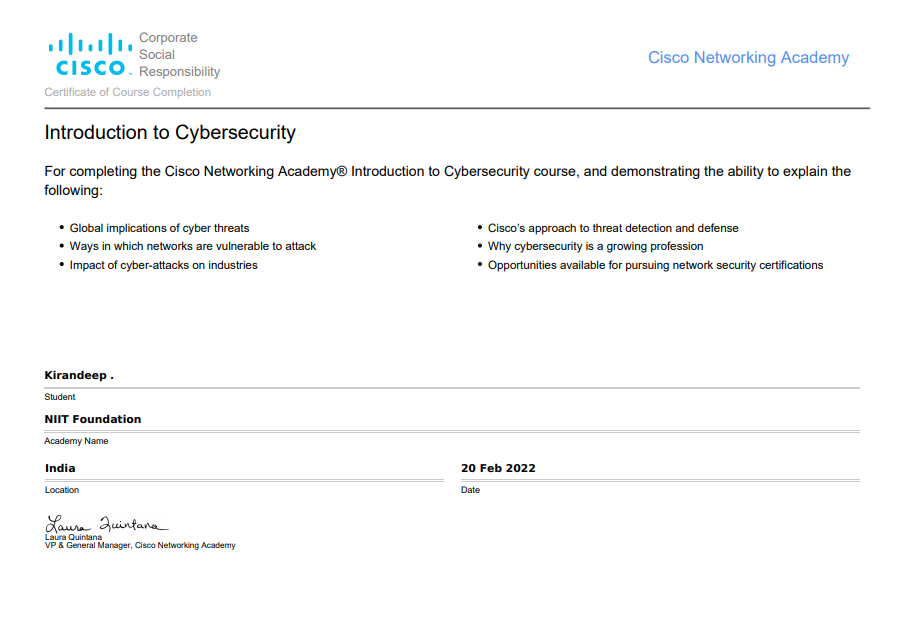 Corporate
Social
CISCO
Responsibility
Cisco Networking Academy
Certificate of Course Completion
Introduction to Cybersecurity
For completing the Cisco Networking Academy® Introduction to Cybersecurity course, and demonstrating the ability to explain the
following:
• Global implications of cyber threats
• Ways in which networks are vulnerable to attack
• Impact of cyber-attacks on industries
• Cisco's approach to threat detection and defense
• Why cybersecurity is a growing profession
• Opportunities available for pursuing network security certifications
Kirandeep .
Student
NIIT Foundation
Academy Name
India
Location
20 Feb 2022
Date
Laura Quintana
Laura Quintana
VP & General Manager, Cisco Networking Academy